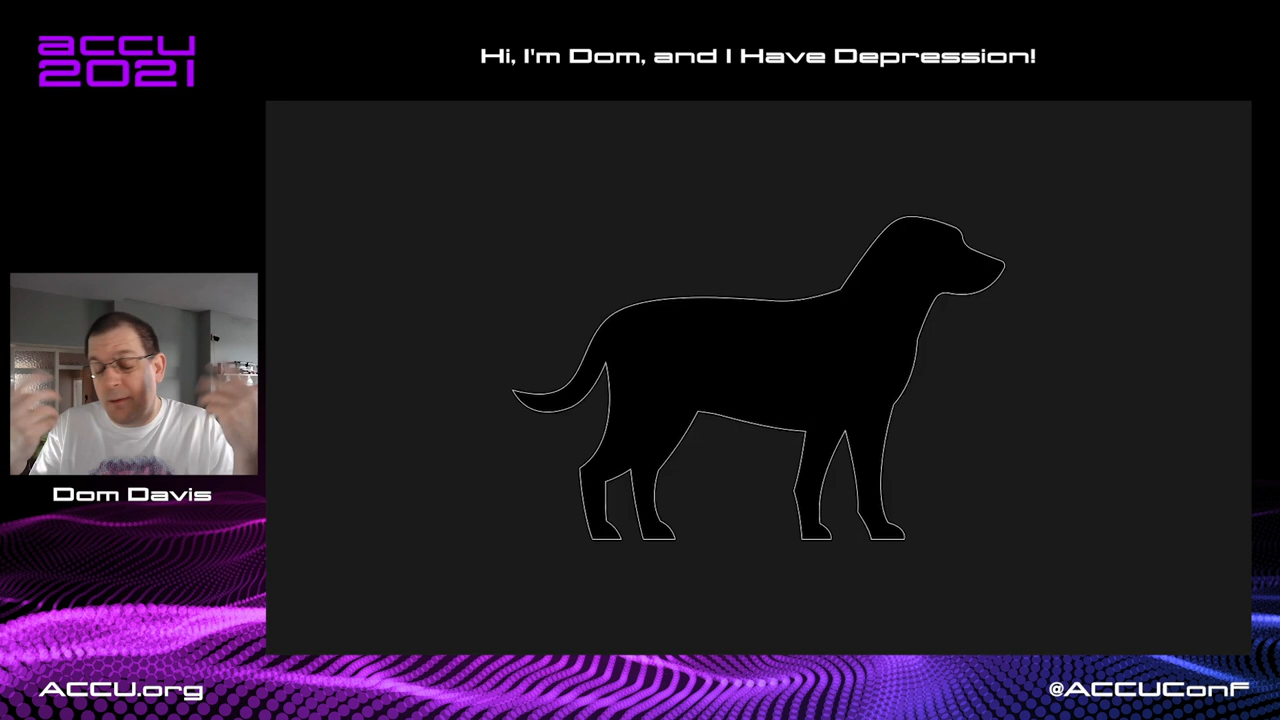 accu
2021
Hi, I'm Dom, and I Have Depression!
Dom Davis
ACCU.org
@ACCUConf